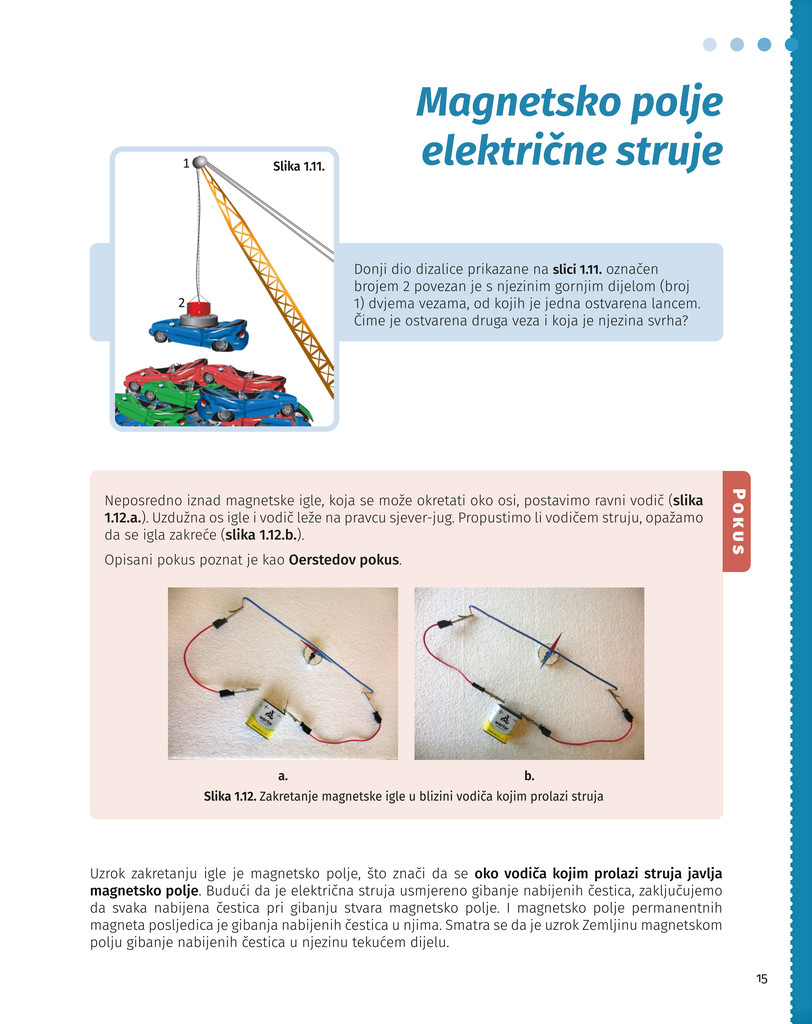 Magnetsko polje
električne struje
1
Slika 1.11.
2
Donji dio dizalice prikazane na slici 1.11. označen
brojem 2 povezan je s njezinim gornjim dijelom (broj
1) dvjema vezama, od kojih je jedna ostvarena lancem.
Čime je ostvarena druga veza i koja je njezina svrha?
POKUS
Neposredno iznad magnetske igle, koja se može okretati oko osi, postavimo ravni vodič (slika
1.12.a.). Uzdužna os igle i vodič leže na pravcu sjever-jug. Propustimo li vodičem struju, opažamo
da se igla zakreće (slika 1.12.b.).
Opisani pokus poznat je kao Oerstedov pokus.
a.
b.
Slika 1.12. Zakretanje magnetske igle u blizini vodiča kojim prolazi struja
Uzrok zakretanju igle je magnetsko polje, što znači da se oko vodiča kojim prolazi struja javlja
magnetsko polje. Budući da je električna struja usmjereno gibanje nabijenih čestica, zaključujemo
da svaka nabijena čestica pri gibanju stvara magnetsko polje. I magnetsko polje permanentnih
magneta posljedica je gibanja nabijenih čestica u njima. Smatra se da je uzrok Zemljinu magnetskom
polju gibanje nabijenih čestica u njezinu tekućem dijelu.
15